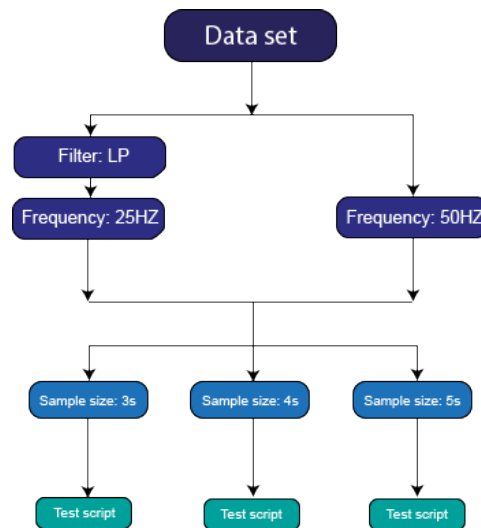 Data set
Filter: LP
Frequency: 25HZ
Frequency: 50HZ
Sample size: 3s
Sample size: 4s
Sample size: 5s
Test script
Test script
Test script